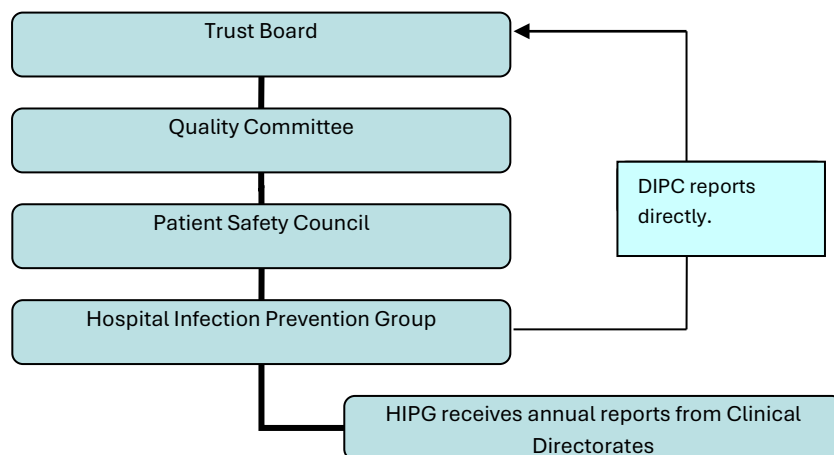 Trust Board
Quality Committee
DIPC reports
directly.
Patient Safety Council
Hospital Infection Prevention Group
HIPG receives annual reports from Clinical
Directorates